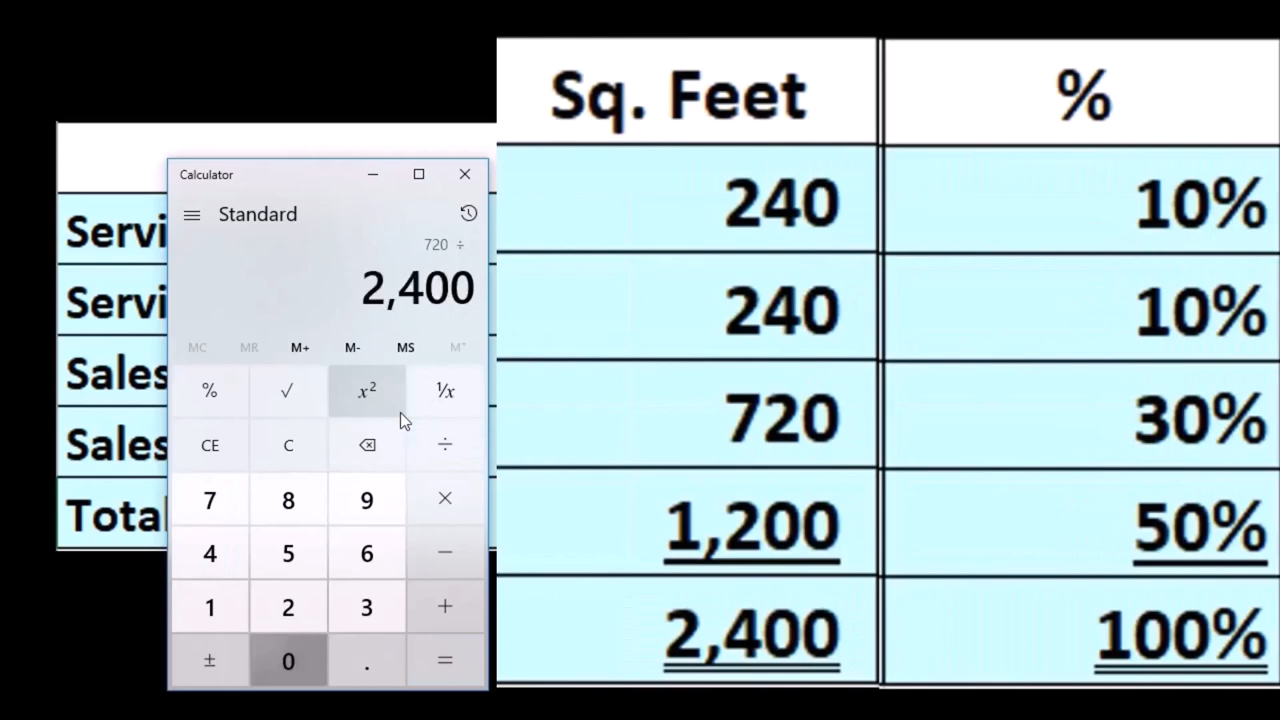 Sq. Feet %
Servi 240 10%
Servi 240 10%
Sales 720 30%
Sales 1,200 50%
Total 2,400 100%
Calculator
Standard
720 ÷
2,400
MC MR M+ M- MS M˅
% √ x² ¹/x
CE C ÷
7 8 9 ×
4 5 6 −
1 2 3 +
± 0 . =